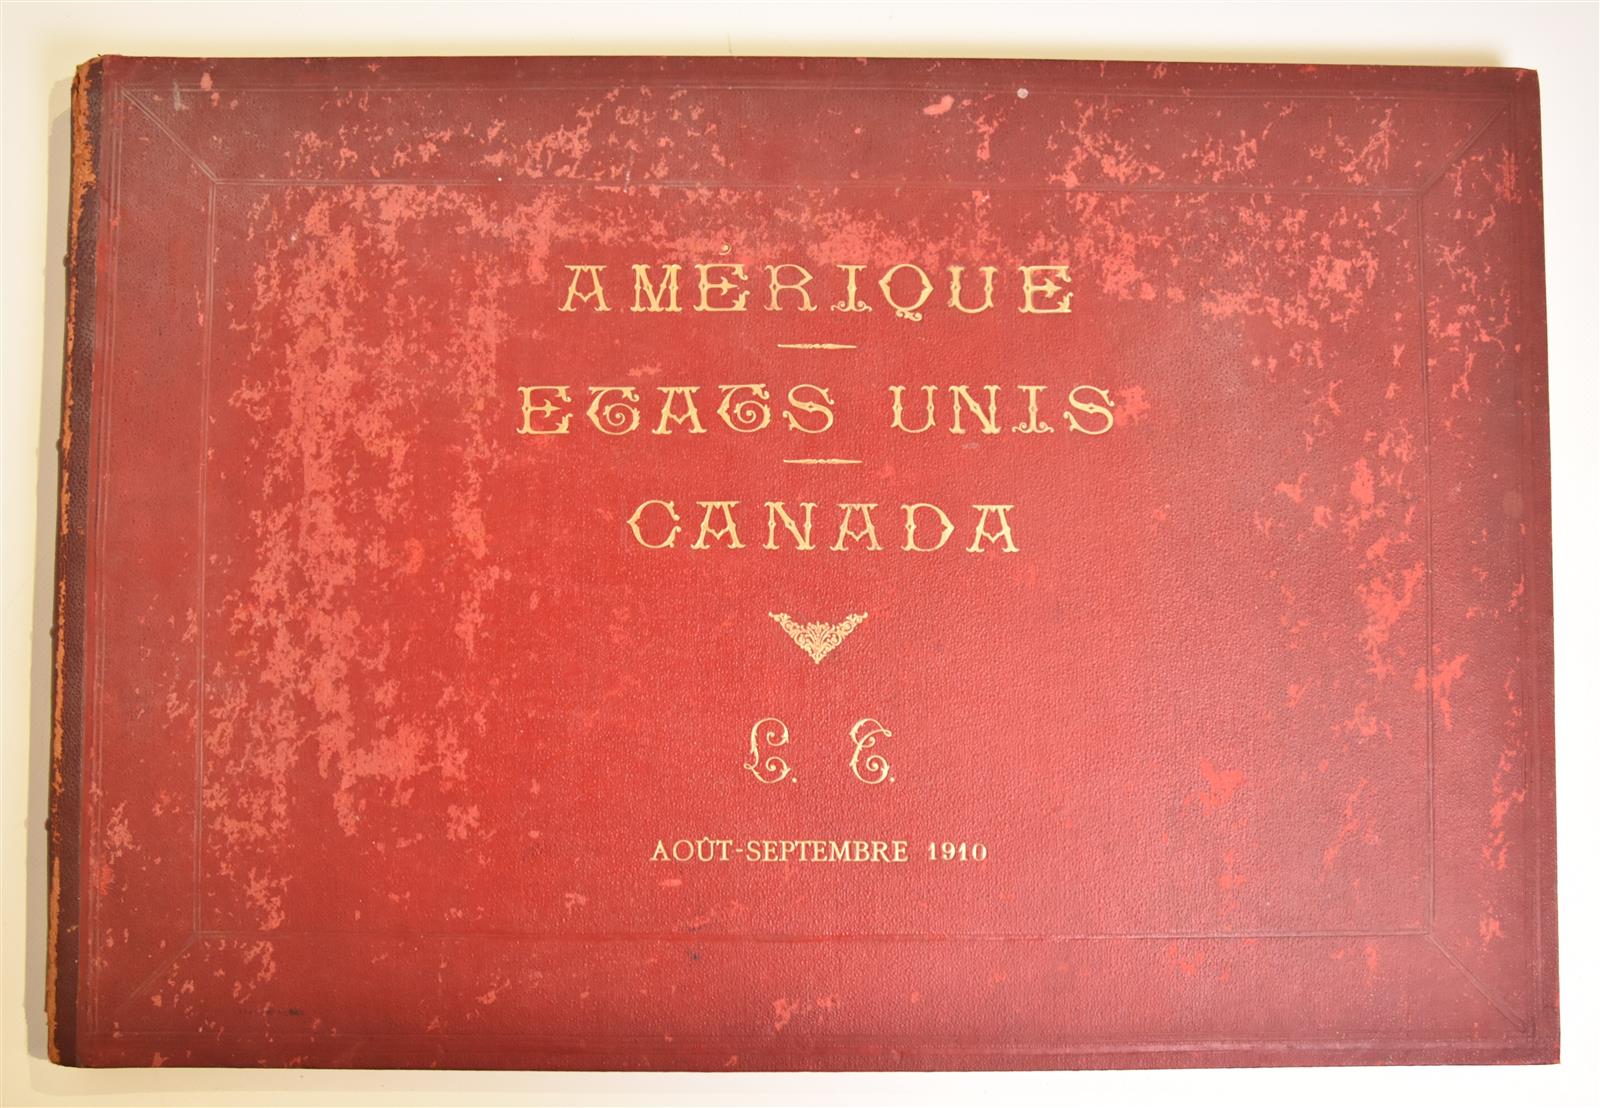 AMÉRIQUE
ETATS UNIS
CANADA
L. E.
AOÛT-SEPTEMBRE 1910